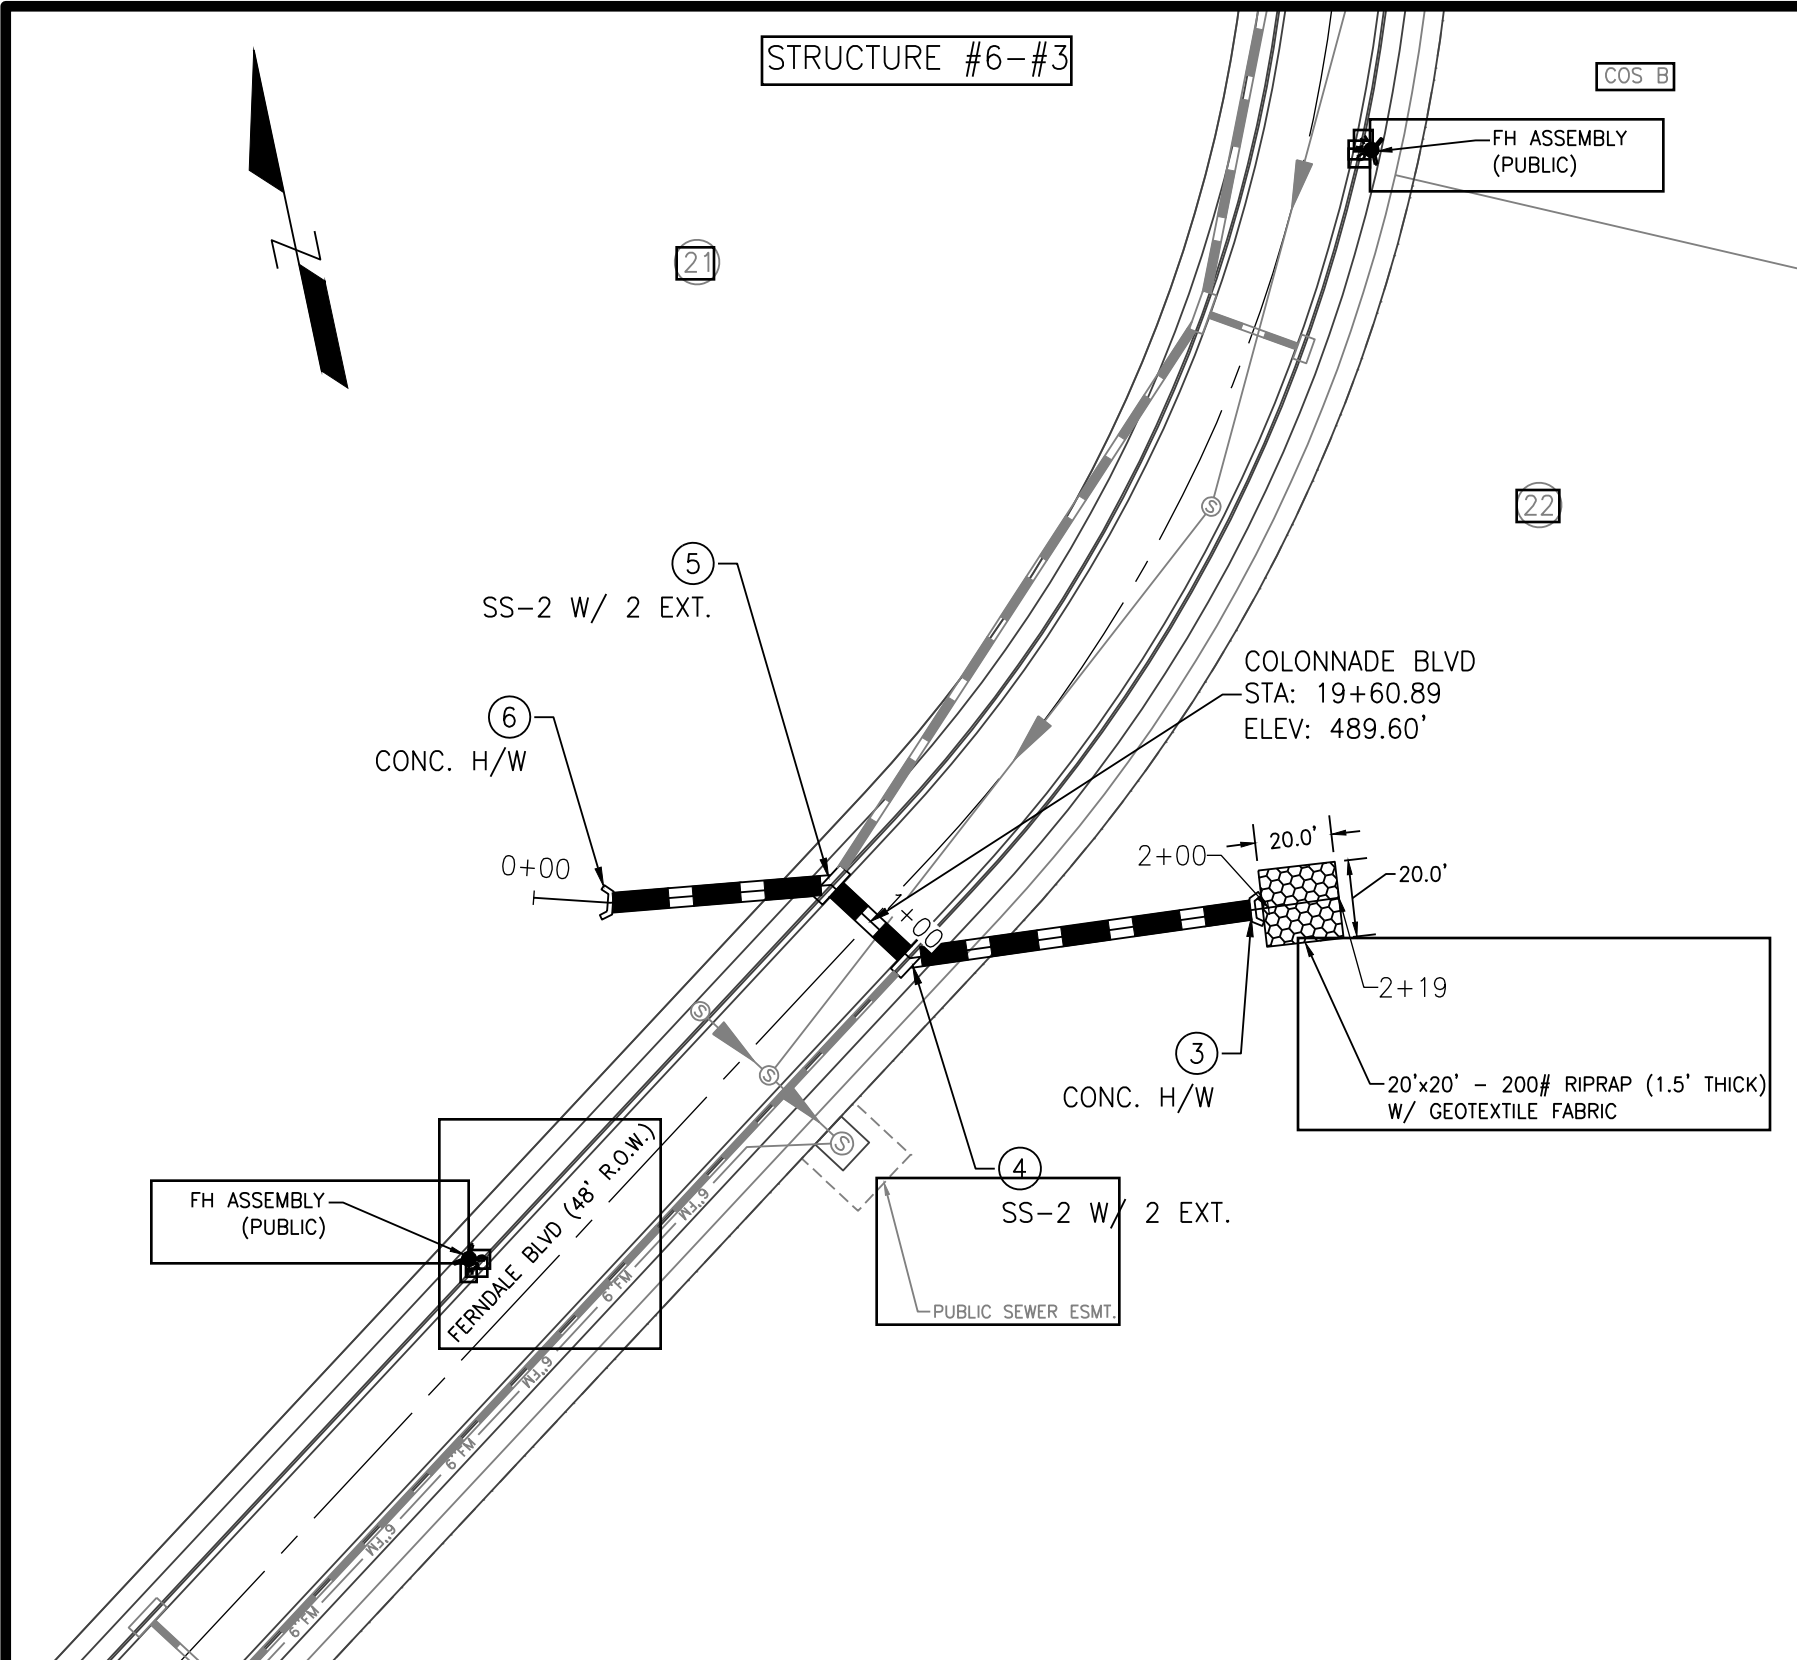 STRUCTURE #6-#3
COS B
FH ASSEMBLY
(PUBLIC)
21
22
5
SS-2 W/ 2 EXT.
6
CONC. H/W
COLONNADE BLVD
STA: 19+60.89
ELEV: 489.60'
0+00
1+00
2+00
20.0'
20.0'
2+19
3
CONC. H/W
20'x20' - 200# RIPRAP (1.5' THICK)
W/ GEOTEXTILE FABRIC
4
SS-2 W/ 2 EXT.
PUBLIC SEWER ESMT.
FH ASSEMBLY
(PUBLIC)
FERNDALE BLVD (48' R.O.W.)
S
S
S
S
6"FM
6"FM
6"FM
6"FM
6"FM
6"FM
Z